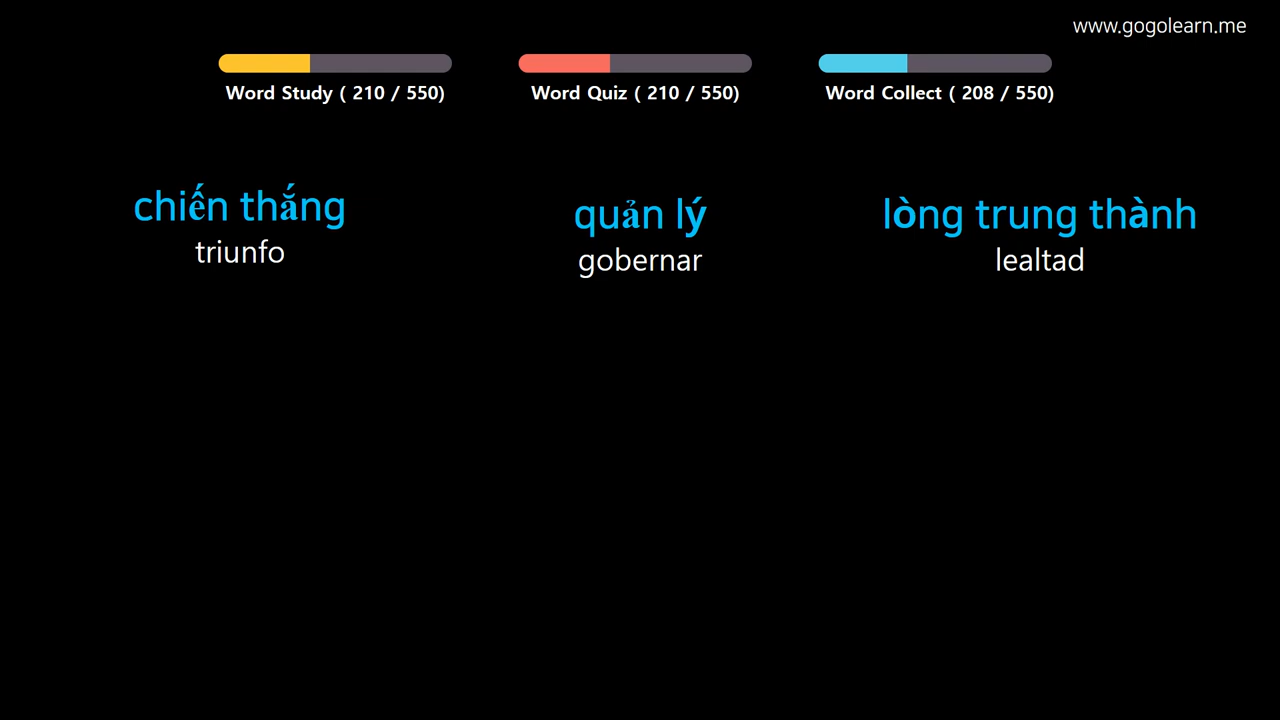 www.gogolearn.me
Word Study ( 210 / 550)
Word Quiz ( 210 / 550)
Word Collect ( 208 / 550)
chiến thắng
triunfo
quản lý
gobernar
lòng trung thành
lealtad